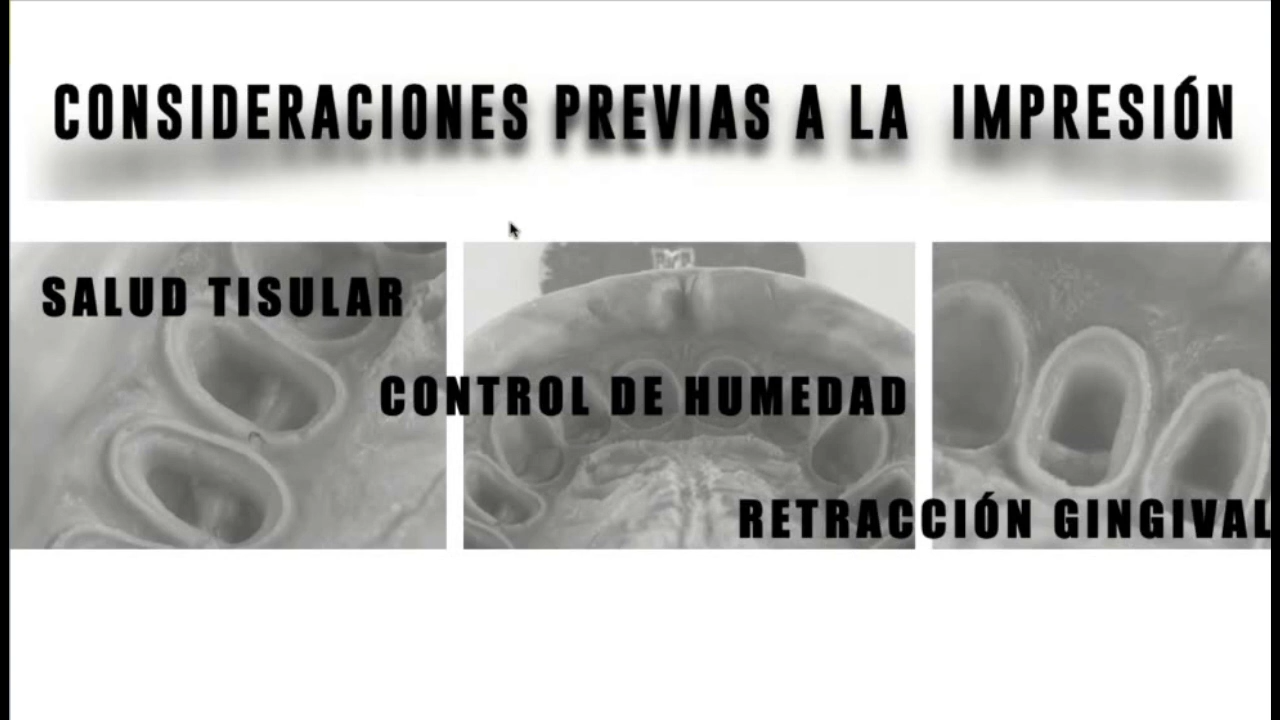 CONSIDERACIONES PREVIAS A LA IMPRESIÓN
SALUD TISULAR
CONTROL DE HUMEDAD
RETRACCIÓN GINGIVAL